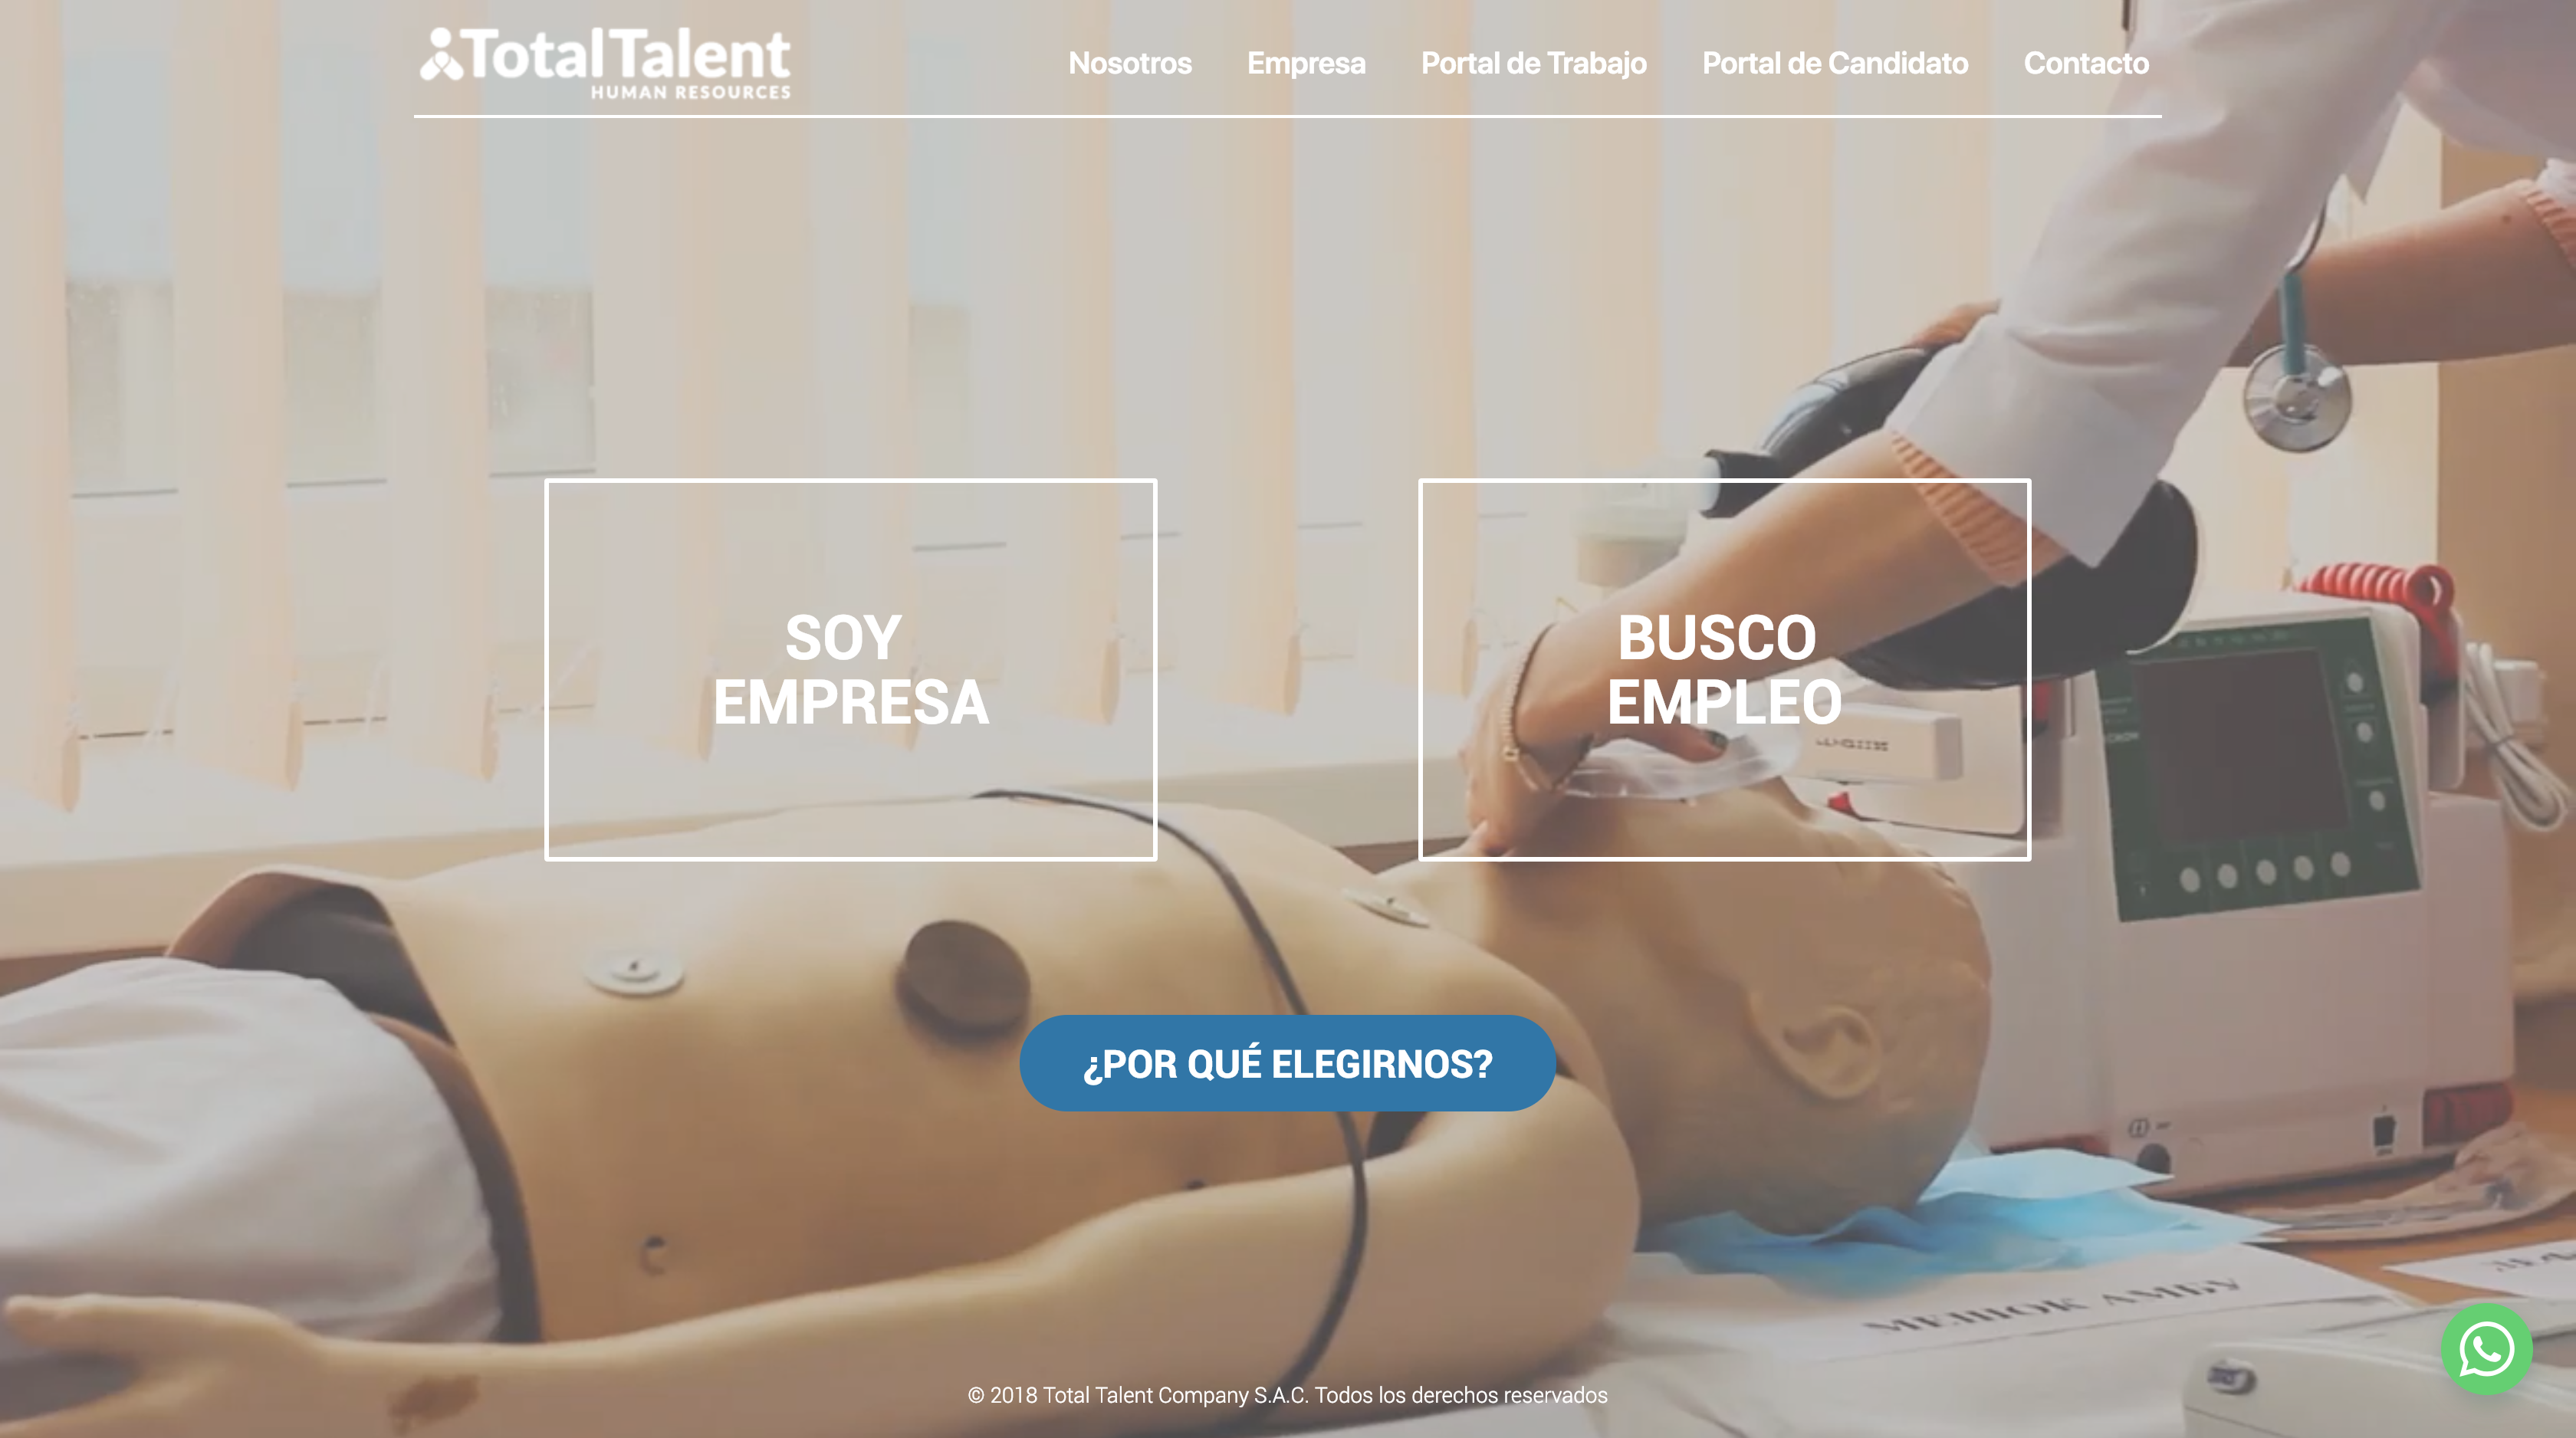 TotalTalent
HUMAN RESOURCES
Nosotros
Empresa
Portal de Trabajo
Portal de Candidato
Contacto
SOY
EMPRESA
BUSCO
EMPLEO
¿POR QUÉ ELEGIRNOS?
© 2018 Total Talent Company S.A.C. Todos los derechos reservados